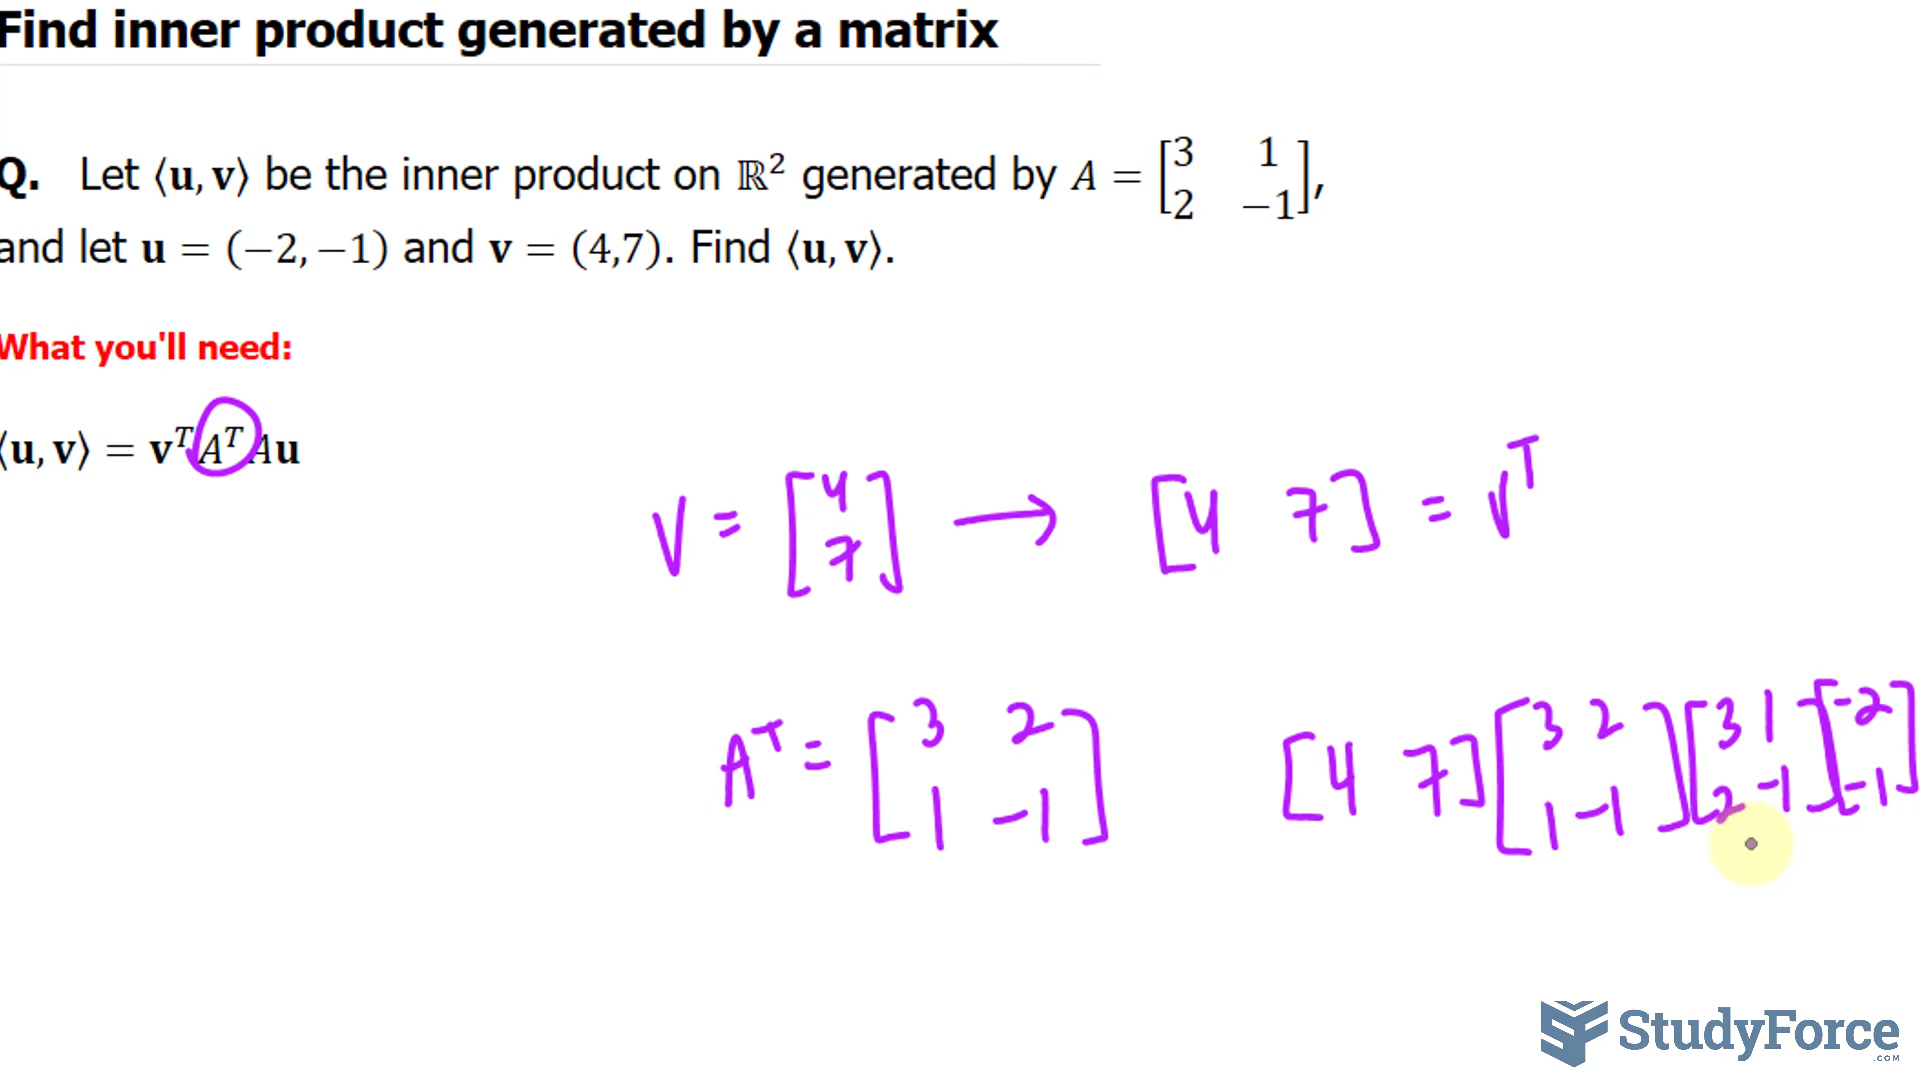 Find inner product generated by a matrix
Q. Let ⟨u, v⟩ be the inner product on ℝ² generated by A = [3 1; 2 −1],
and let u = (−2, −1) and v = (4,7). Find ⟨u, v⟩.
What you'll need:
⟨u, v⟩ = vᵀAᵀAu
V = [4; 7] → [4 7] = Vᵀ
Aᵀ = [3 2; 1 -1]
[4 7][3 2; 1 -1][3 1; 2 -1][-2; -1]
StudyForce
.COM